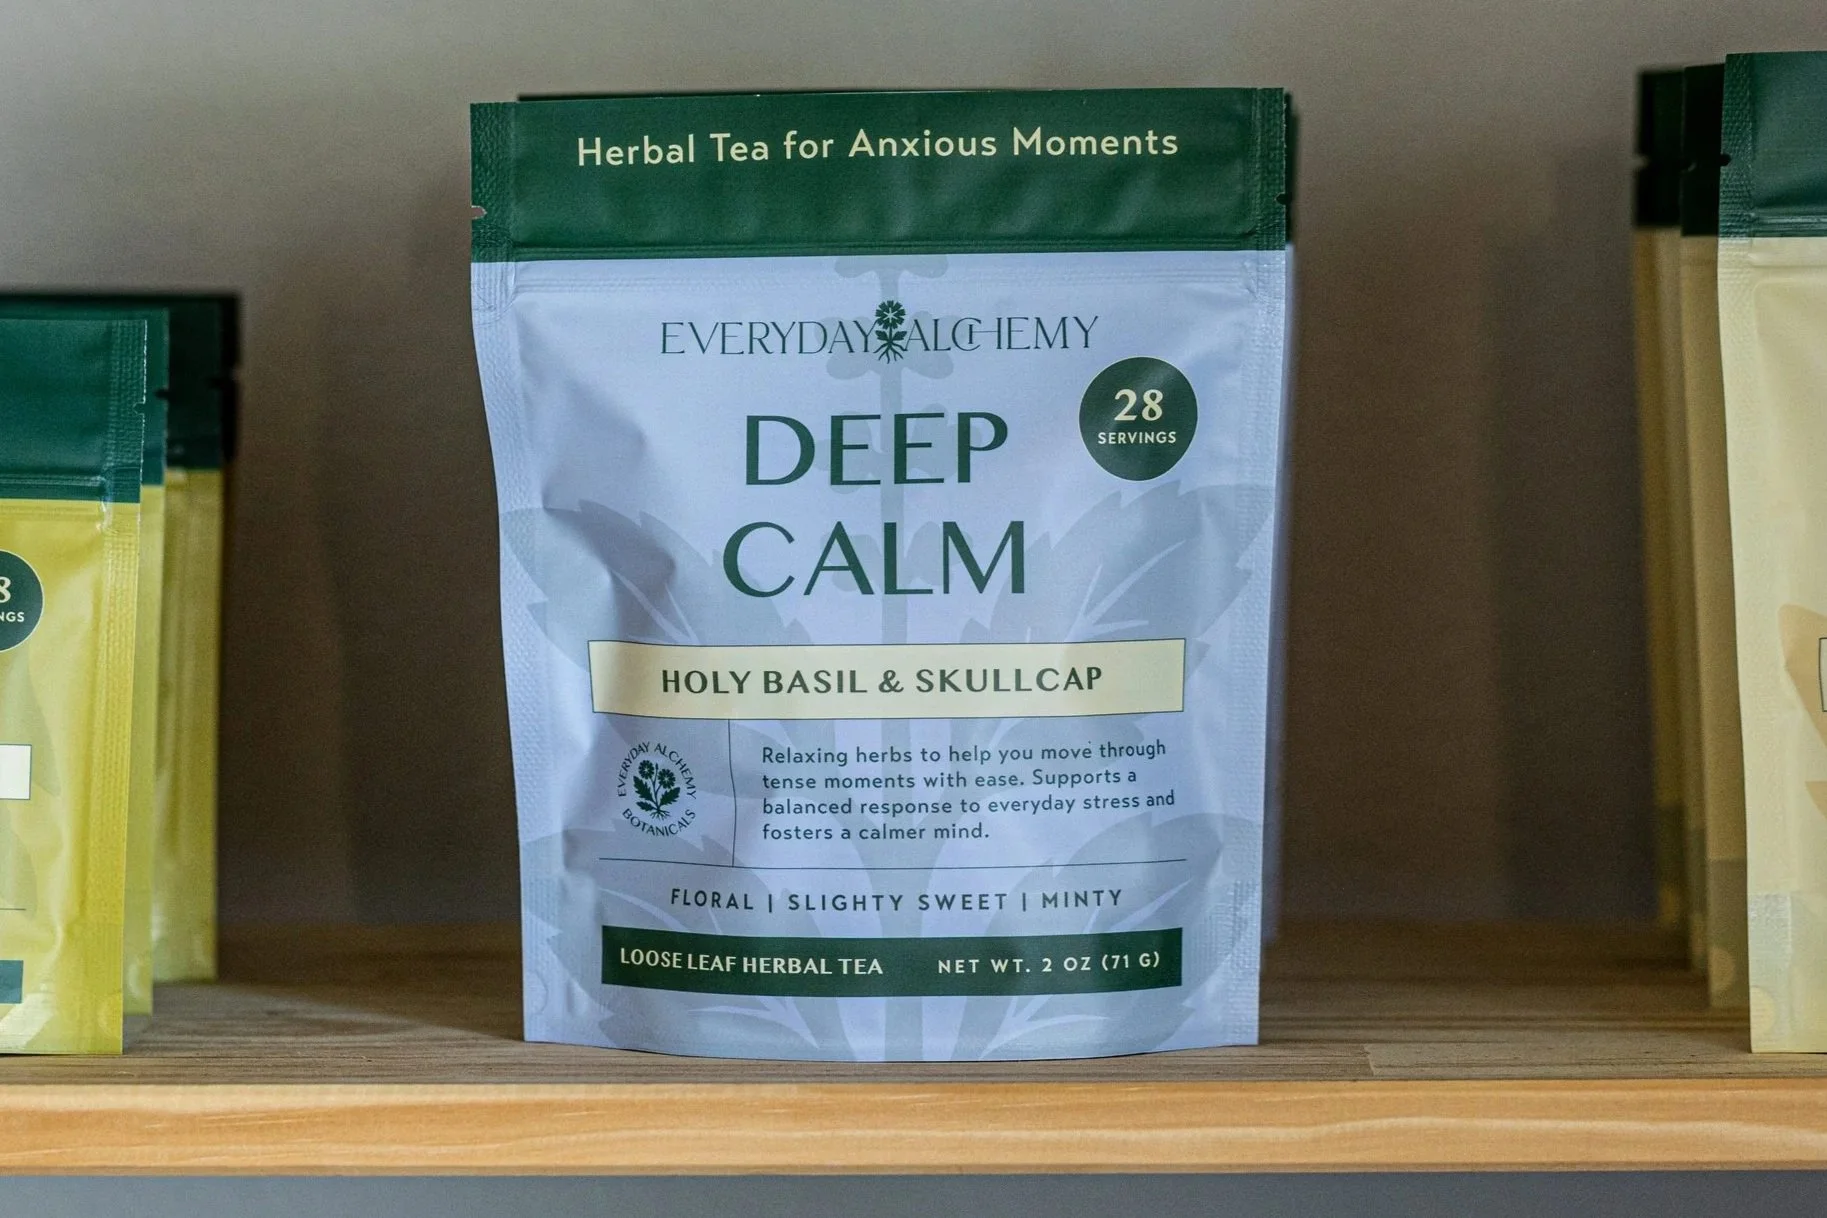 Herbal Tea for Anxious Moments
EVERYDAY ALCHEMY
28
SERVINGS
DEEP
CALM
HOLY BASIL & SKULLCAP
EVERYDAY ALCHEMY
BOTANICALS
Relaxing herbs to help you move through
tense moments with ease. Supports a
balanced response to everyday stress and
fosters a calmer mind.
FLORAL | SLIGHTY SWEET | MINTY
LOOSE LEAF HERBAL TEA NET WT. 2 OZ (71 G)
8
NGS